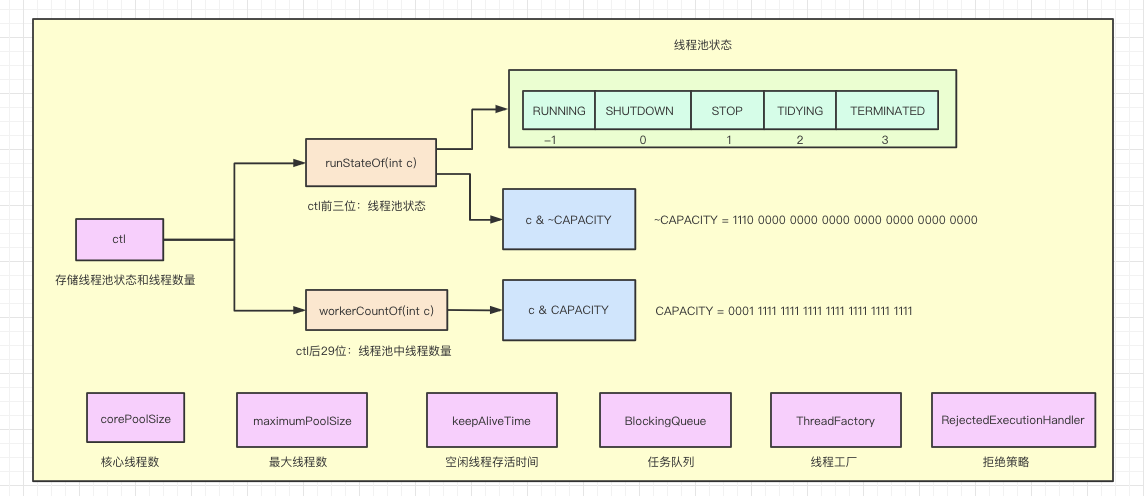 线程池状态
RUNNING SHUTDOWN STOP TIDYING TERMINATED
-1 0 1 2 3
runStateOf(int c)
ctl前三位：线程池状态
c & ~CAPACITY
~CAPACITY = 1110 0000 0000 0000 0000 0000 0000 0000
ctl
存储线程池状态和线程数量
workerCountOf(int c)
ctl后29位：线程池中线程数量
c & CAPACITY
CAPACITY = 0001 1111 1111 1111 1111 1111 1111 1111
corePoolSize maximumPoolSize keepAliveTime BlockingQueue ThreadFactory RejectedExecutionHandler
核心线程数 最大线程数 空闲线程存活时间 任务队列 线程工厂 拒绝策略